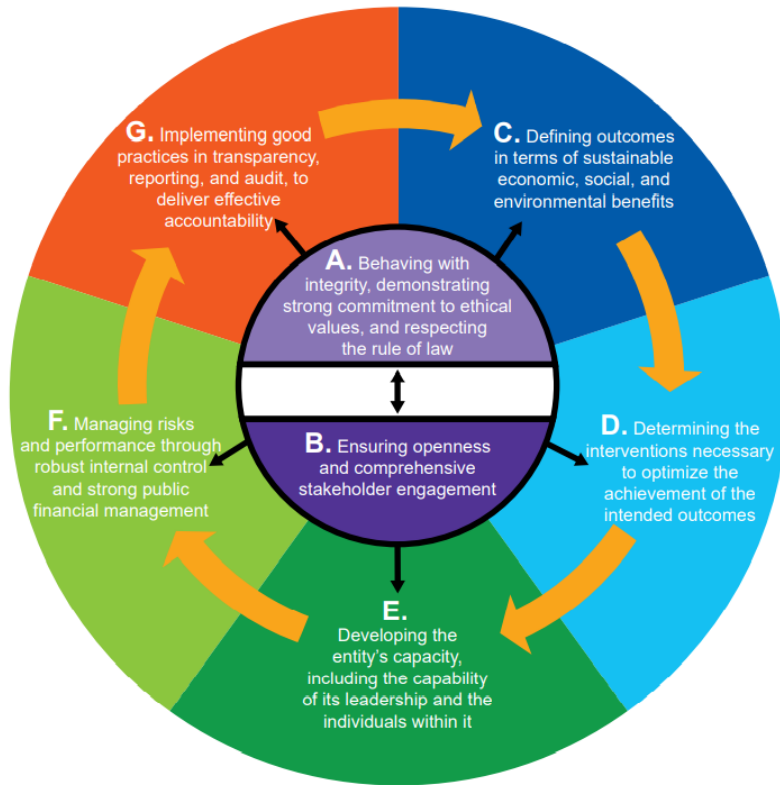 A. Behaving with
integrity, demonstrating
strong commitment to ethical
values, and respecting
the rule of law
B. Ensuring openness
and comprehensive
stakeholder engagement
C. Defining outcomes
in terms of sustainable
economic, social, and
environmental benefits
D. Determining the
interventions necessary
to optimize the
achievement of the
intended outcomes
E.
Developing the
entity’s capacity,
including the capability
of its leadership and the
individuals within it
F. Managing risks
and performance through
robust internal control
and strong public
financial management
G. Implementing good
practices in transparency,
reporting, and audit, to
deliver effective
accountability